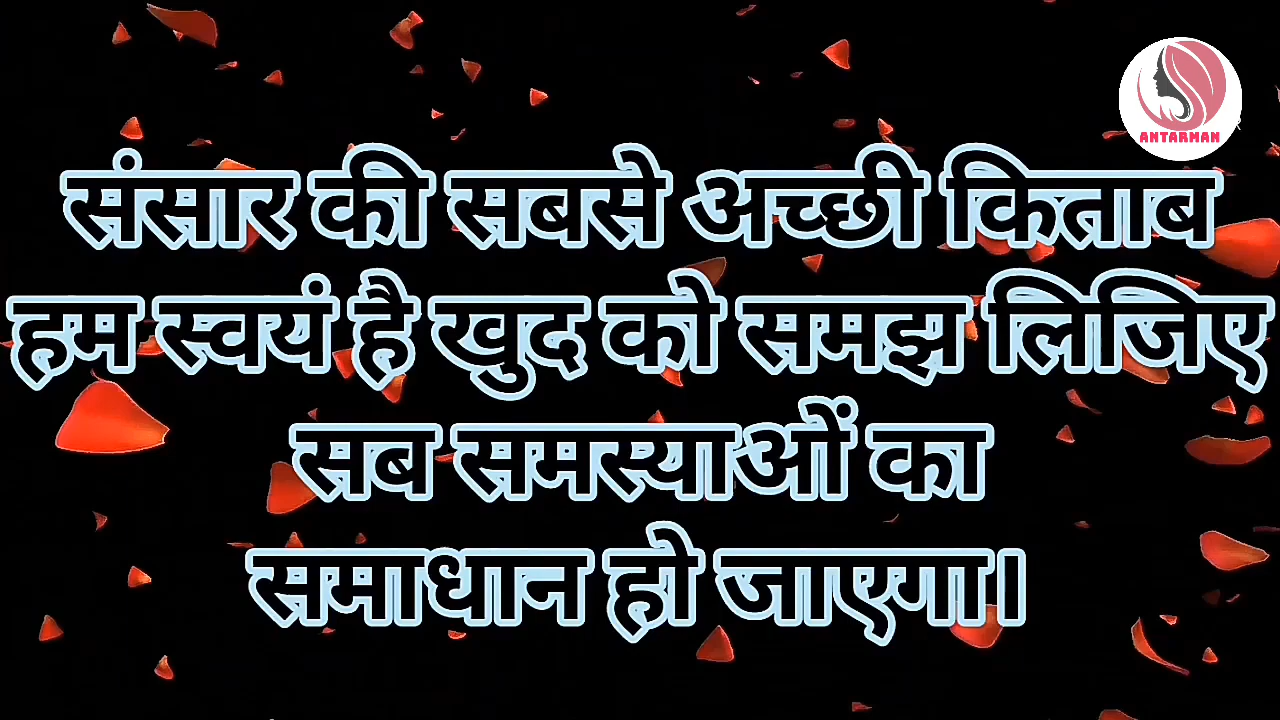 ANTARMAN
संसार की सबसे अच्छी किताब
हम स्वयं है खुद को समझ लिजिए
सब समस्याओं का
समाधान हो जाएगा।